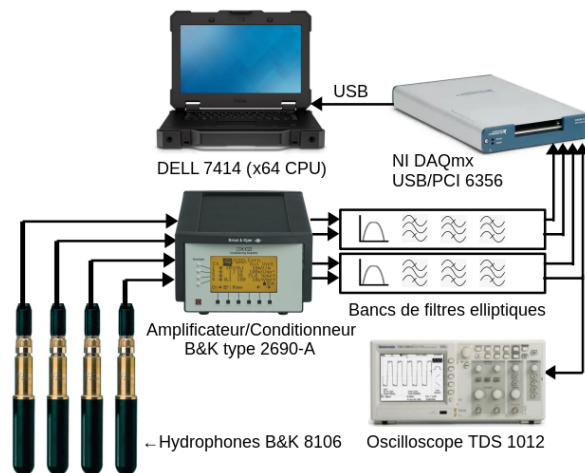 USB
DELL 7414 (x64 CPU)
NI DAQmx
USB/PCI 6356
Bancs de filtres elliptiques
Amplificateur/Conditionneur
B&K type 2690-A
←Hydrophones B&K 8106
Oscilloscope TDS 1012